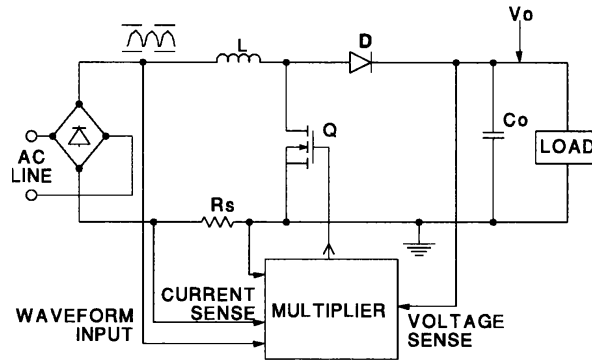 Vo
L
D
Q
Co
LOAD
AC
LINE
Rs
CURRENT
SENSE
MULTIPLIER
WAVEFORM
INPUT
VOLTAGE
SENSE